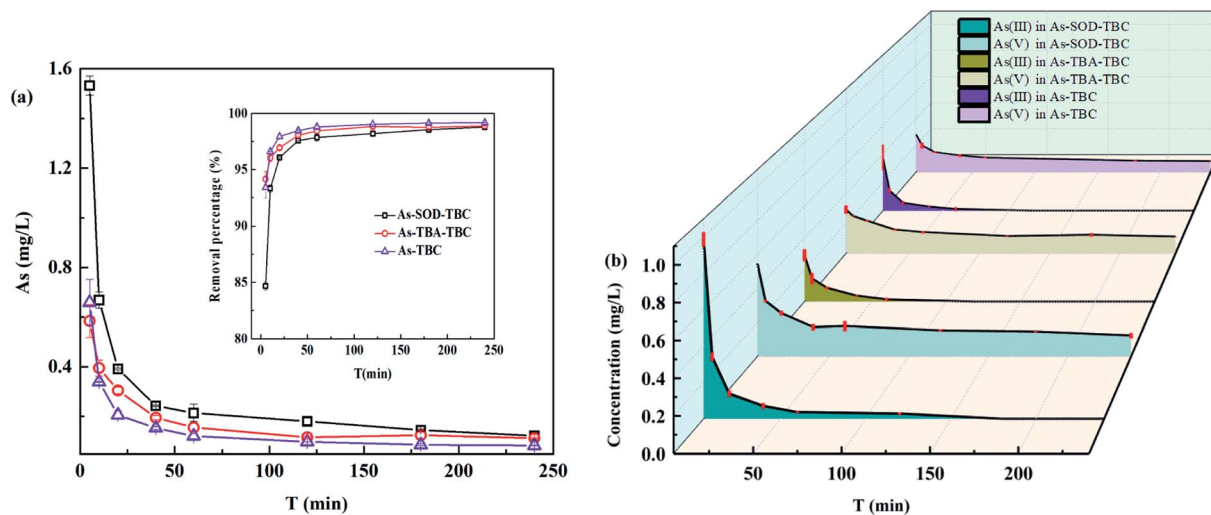 (a)
As (mg/L)
1.6
1.2
0.8
0.4
0 50 100 150 200 250
T (min)
Removal percentage (%)
100
95
90
85
80
0 50 100 150 200 250
T(min)
As-SOD-TBC
As-TBA-TBC
As-TBC
(b)
Concentration (mg/L)
1.0
0.8
0.6
0.4
0.2
0.0
50 100 150 200
T (min)
As(III) in As-SOD-TBC
As(V) in As-SOD-TBC
As(III) in As-TBA-TBC
As(V) in As-TBA-TBC
As(III) in As-TBC
As(V) in As-TBC